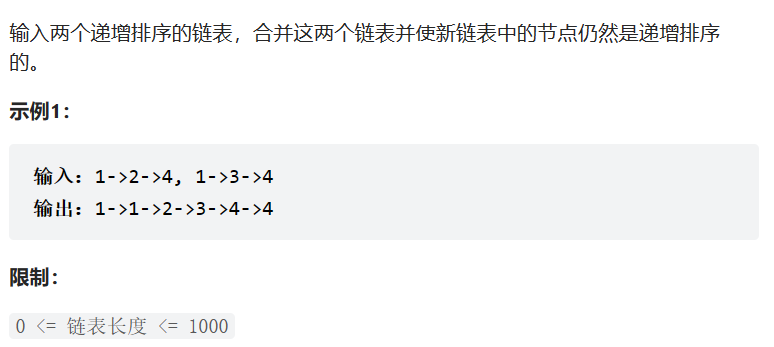 输入两个递增排序的链表，合并这两个链表并使新链表中的节点仍然是递增排序
的。
示例1：
输入：1->2->4, 1->3->4
输出：1->1->2->3->4->4
限制：
0 <= 链表长度 <= 1000